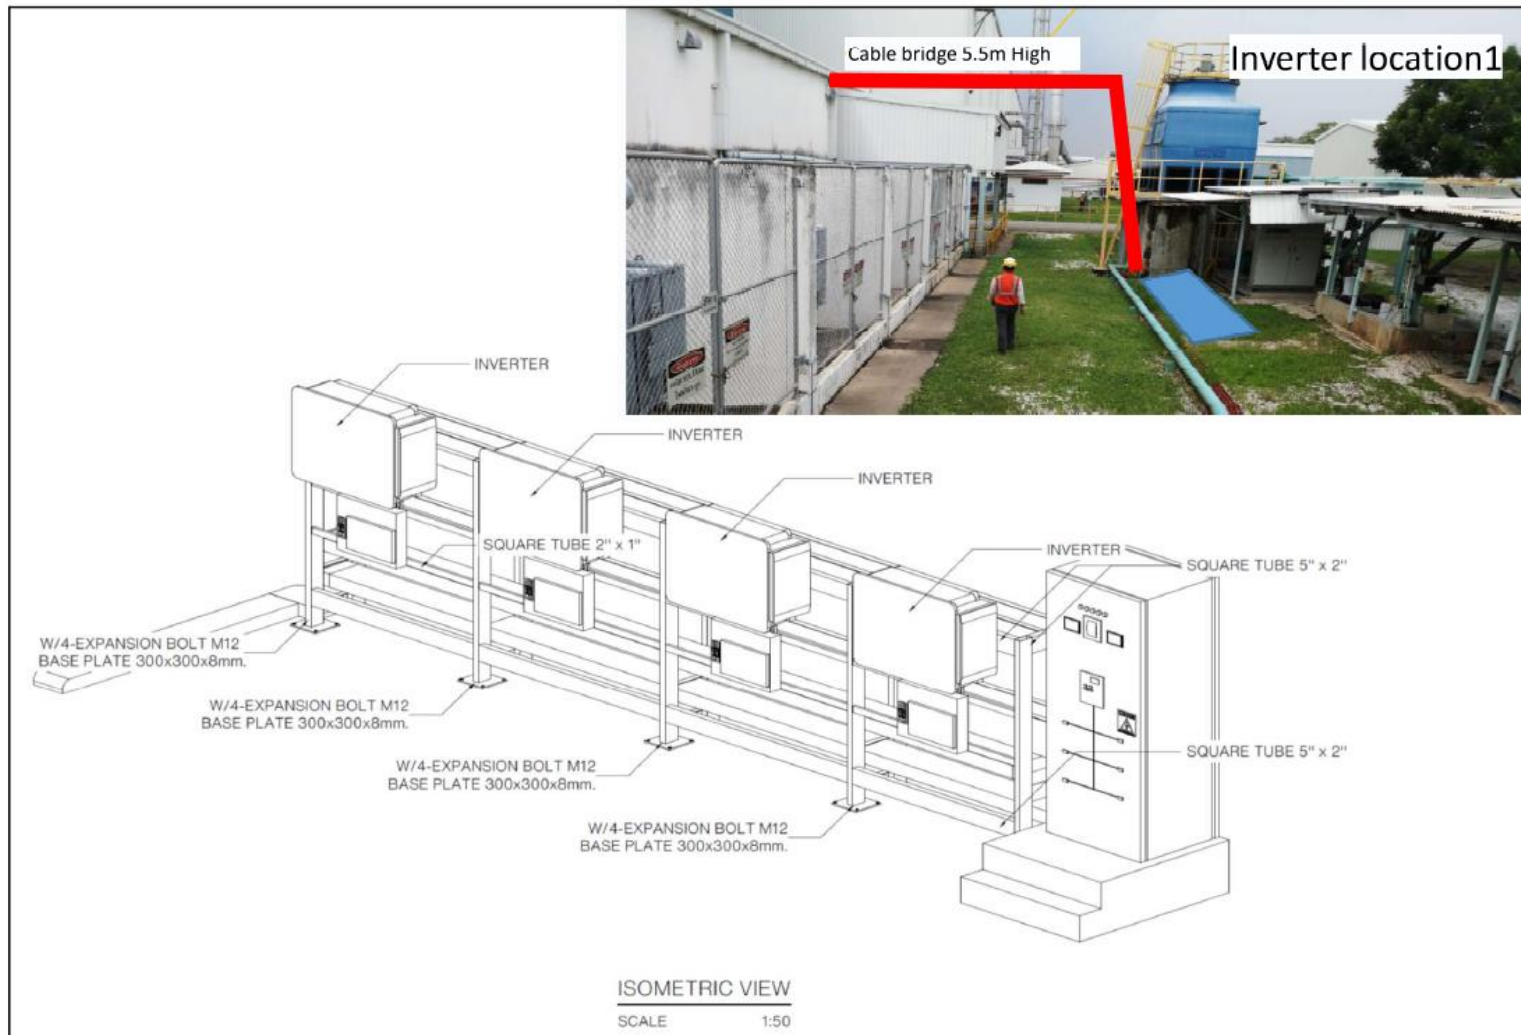 Cable bridge 5.5m High
Inverter location1
INVERTER
INVERTER
INVERTER
INVERTER
SQUARE TUBE 2" x 1"
SQUARE TUBE 5" x 2"
W/4-EXPANSION BOLT M12
BASE PLATE 300x300x8mm.
W/4-EXPANSION BOLT M12
BASE PLATE 300x300x8mm.
SQUARE TUBE 5" x 2"
W/4-EXPANSION BOLT M12
BASE PLATE 300x300x8mm.
W/4-EXPANSION BOLT M12
BASE PLATE 300x300x8mm.
ISOMETRIC VIEW
SCALE 1:50